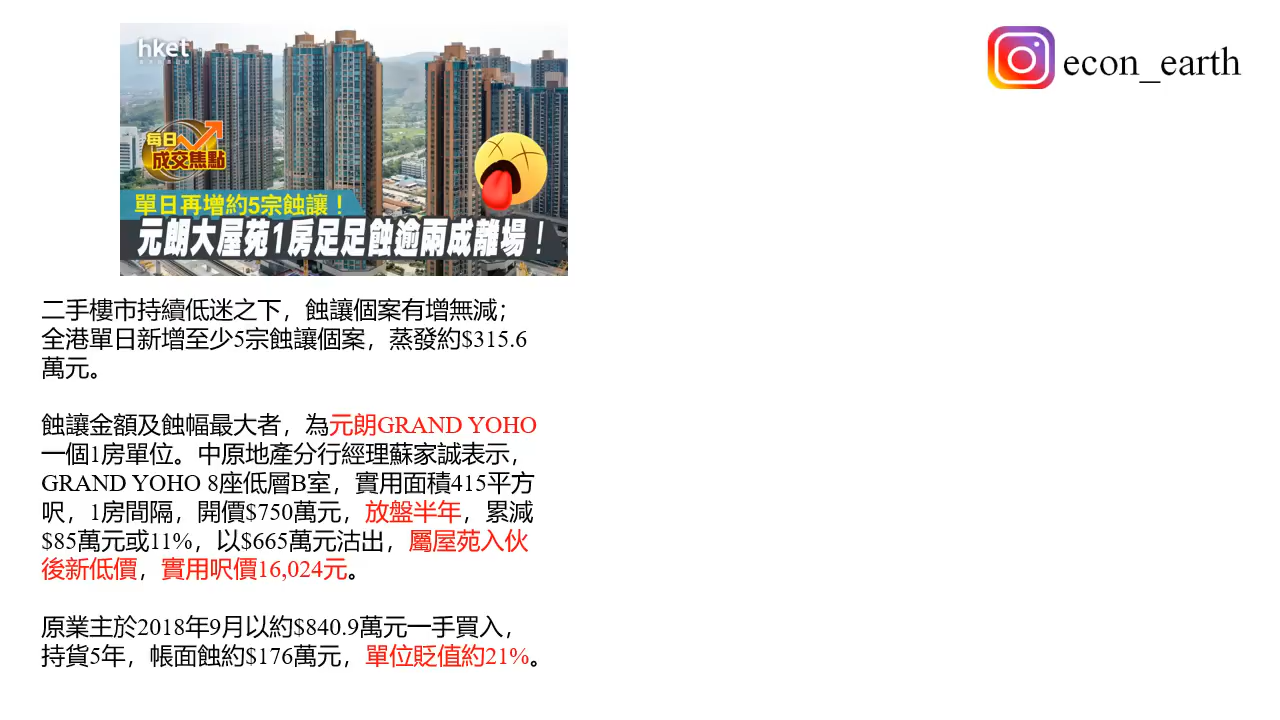 hket
每日
成交焦點
單日再增約5宗蝕讓！
元朗大屋苑1房足足蝕逾兩成離場！
econ_earth
二手樓市持續低迷之下，蝕讓個案有增無減；
全港單日新增至少5宗蝕讓個案，蒸發約$315.6
萬元。
蝕讓金額及蝕幅最大者，為元朗GRAND YOHO
一個1房單位。中原地產分行經理蘇家誠表示，
GRAND YOHO 8座低層B室，實用面積415平方
呎，1房間隔，開價$750萬元，放盤半年，累減
$85萬元或11%，以$665萬元沽出，屬屋苑入伙
後新低價，實用呎價16,024元。
原業主於2018年9月以約$840.9萬元一手買入，
持貨5年，帳面蝕約$176萬元，單位貶值約21%。